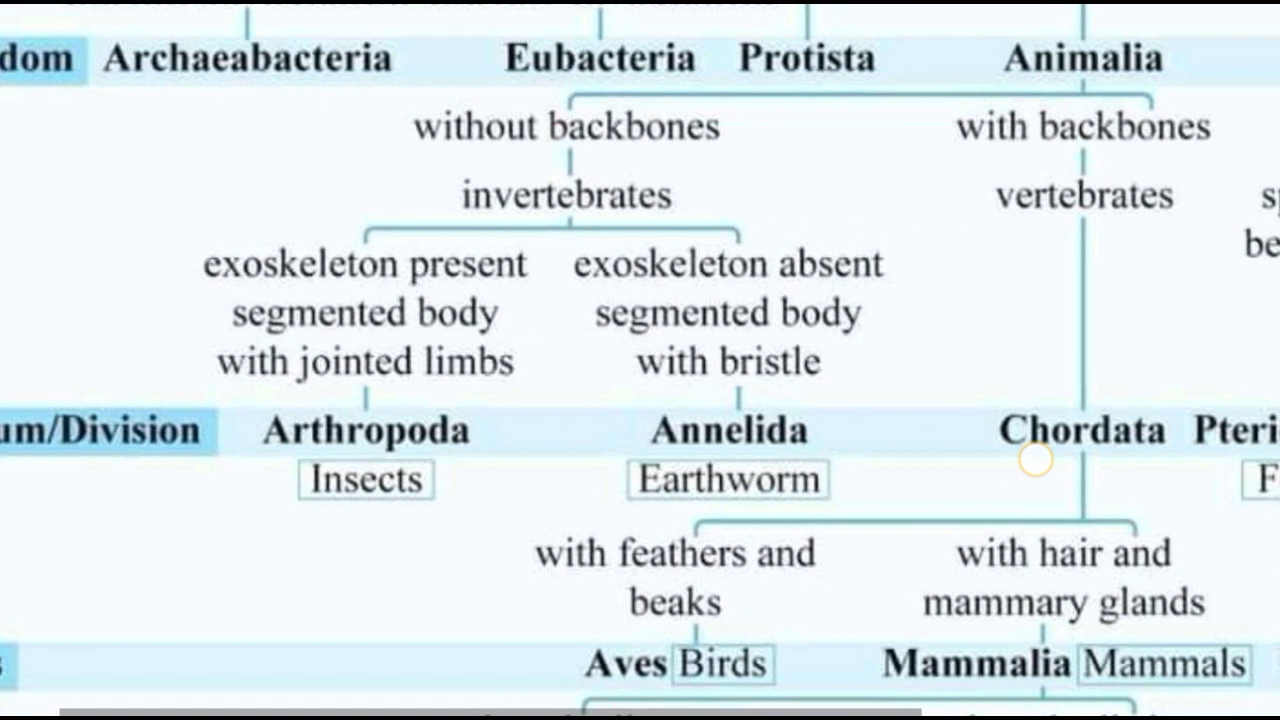 dom Archaeabacteria Eubacteria Protista Animalia
without backbones with backbones
invertebrates vertebrates
exoskeleton present exoskeleton absent be
segmented body segmented body
with jointed limbs with bristle
um/Division Arthropoda Annelida Chordata Pteri
Insects Earthworm F
with feathers and with hair and
beaks mammary glands
Aves Birds Mammalia Mammals